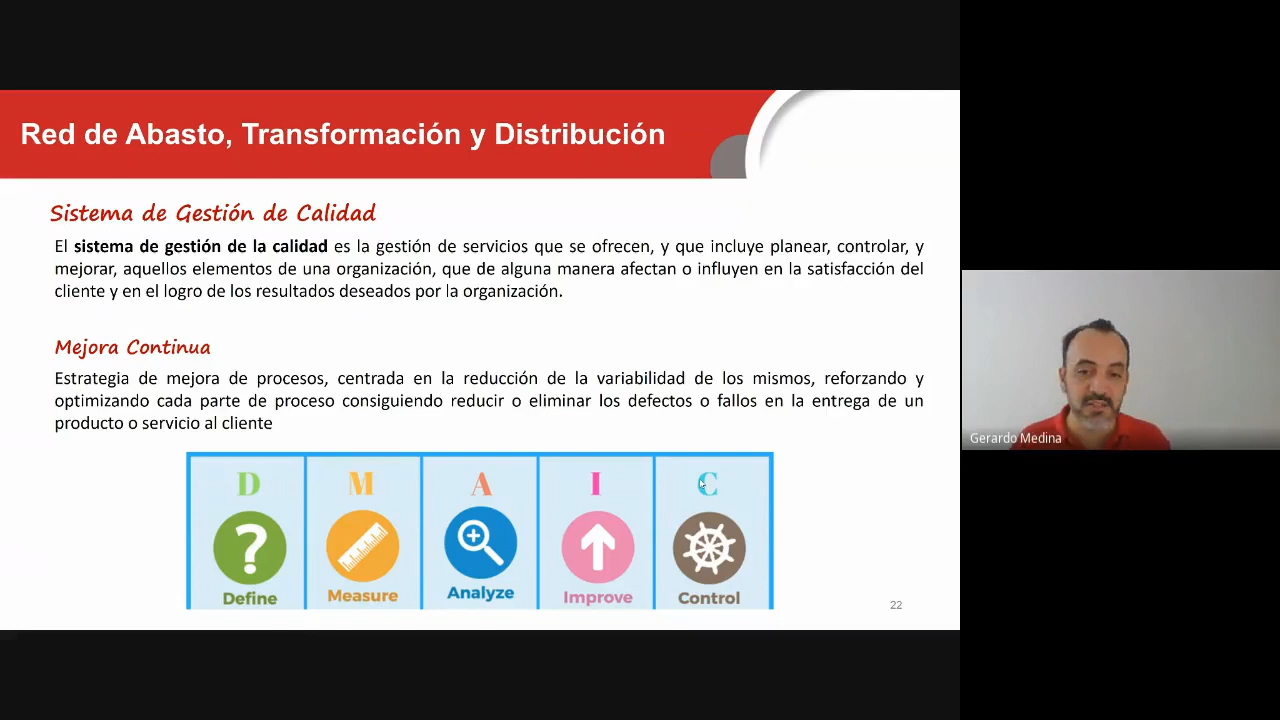 Red de Abasto, Transformación y Distribución
Sistema de Gestión de Calidad
El sistema de gestión de la calidad es la gestión de servicios que se ofrecen, y que incluye planear, controlar, y
mejorar, aquellos elementos de una organización, que de alguna manera afectan o influyen en la satisfacción del
cliente y en el logro de los resultados deseados por la organización.
Mejora Continua
Estrategia de mejora de procesos, centrada en la reducción de la variabilidad de los mismos, reforzando y
optimizando cada parte de proceso consiguiendo reducir o eliminar los defectos o fallos en la entrega de un
producto o servicio al cliente
D M A I C
Define Measure Analyze Improve Control
22
Gerardo Medina